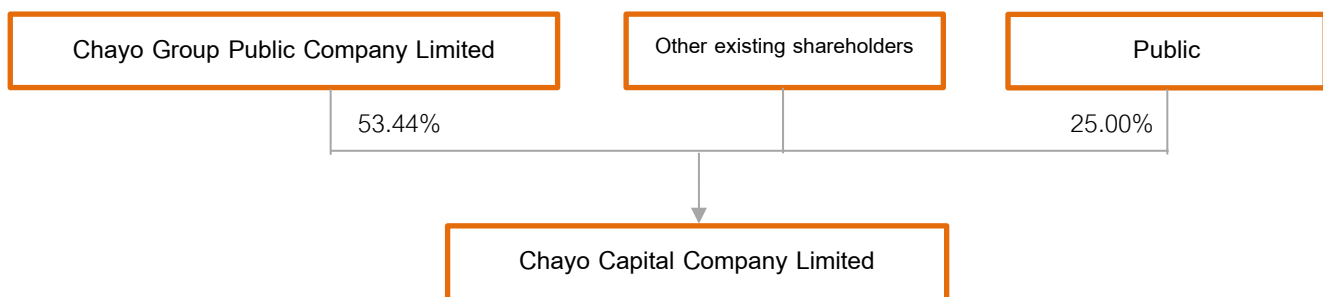 Chayo Group Public Company Limited
Other existing shareholders
Public
53.44%
25.00%
Chayo Capital Company Limited